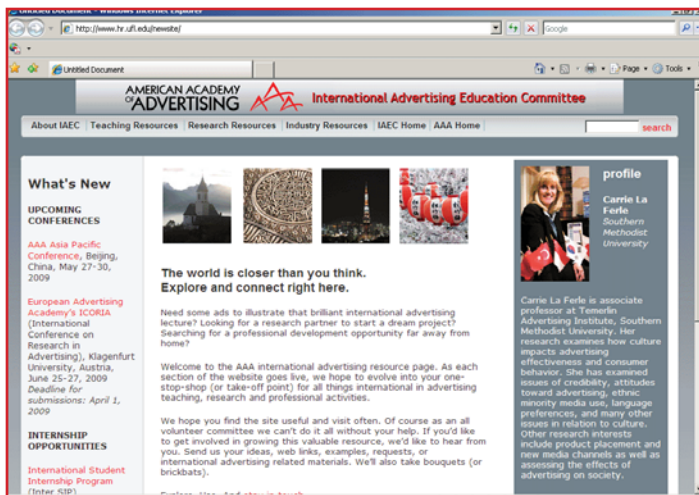 Untitled Document - Windows Internet Explorer
http://www.hr.ufl.edu/newsite/
Google
Untitled Document
Page
Tools
AMERICAN ACADEMY
OF ADVERTISING
International Advertising Education Committee
About IAEC
Teaching Resources
Research Resources
Industry Resources
IAEC Home
AAA Home
search
What's New
UPCOMING
CONFERENCES
AAA Asia Pacific
Conference, Beijing,
China, May 27-30,
2009
European Advertising
Academy's ICORIA
(International
Conference on
Research in
Advertising), Klagenfurt
University, Austria,
June 25-27, 2009
Deadline for
submissions: April 1,
2009
INTERNSHIP
OPPORTUNITIES
International Student
Internship Program
(Inter SIP)
The world is closer than you think.
Explore and connect right here.
Need some ads to illustrate that brilliant international advertising
lecture? Looking for a research partner to start a dream project?
Searching for a professional development opportunity far away from
home?
Welcome to the AAA international advertising resource page. As each
section of the website goes live, we hope to evolve into your one-
stop-shop (or take-off point) for all things international in advertising
teaching, research and professional activities.
We hope you find the site useful and visit often. Of course as an all
volunteer committee we can't do it all without your help. If you'd like
to get involved in growing this valuable resource, we'd like to hear from
you. Send us your ideas, web links, examples, requests, or
international advertising related materials. We'll also take bouquets (or
brickbats).
Explore. Use. And stay in touch
profile
Carrie La
Ferle
Southern
Methodist
University
Carrie La Ferle is associate
professor at Temerlin
Advertising Institute, Southern
Methodist University. Her
research examines how culture
impacts advertising
effectiveness and consumer
behavior. She has examined
issues of credibility, attitudes
toward advertising, ethnic
minority media use, language
preferences, and many other
issues in relation to culture.
Other research interests
include product placement and
new media channels as well as
assessing the effects of
advertising on society.